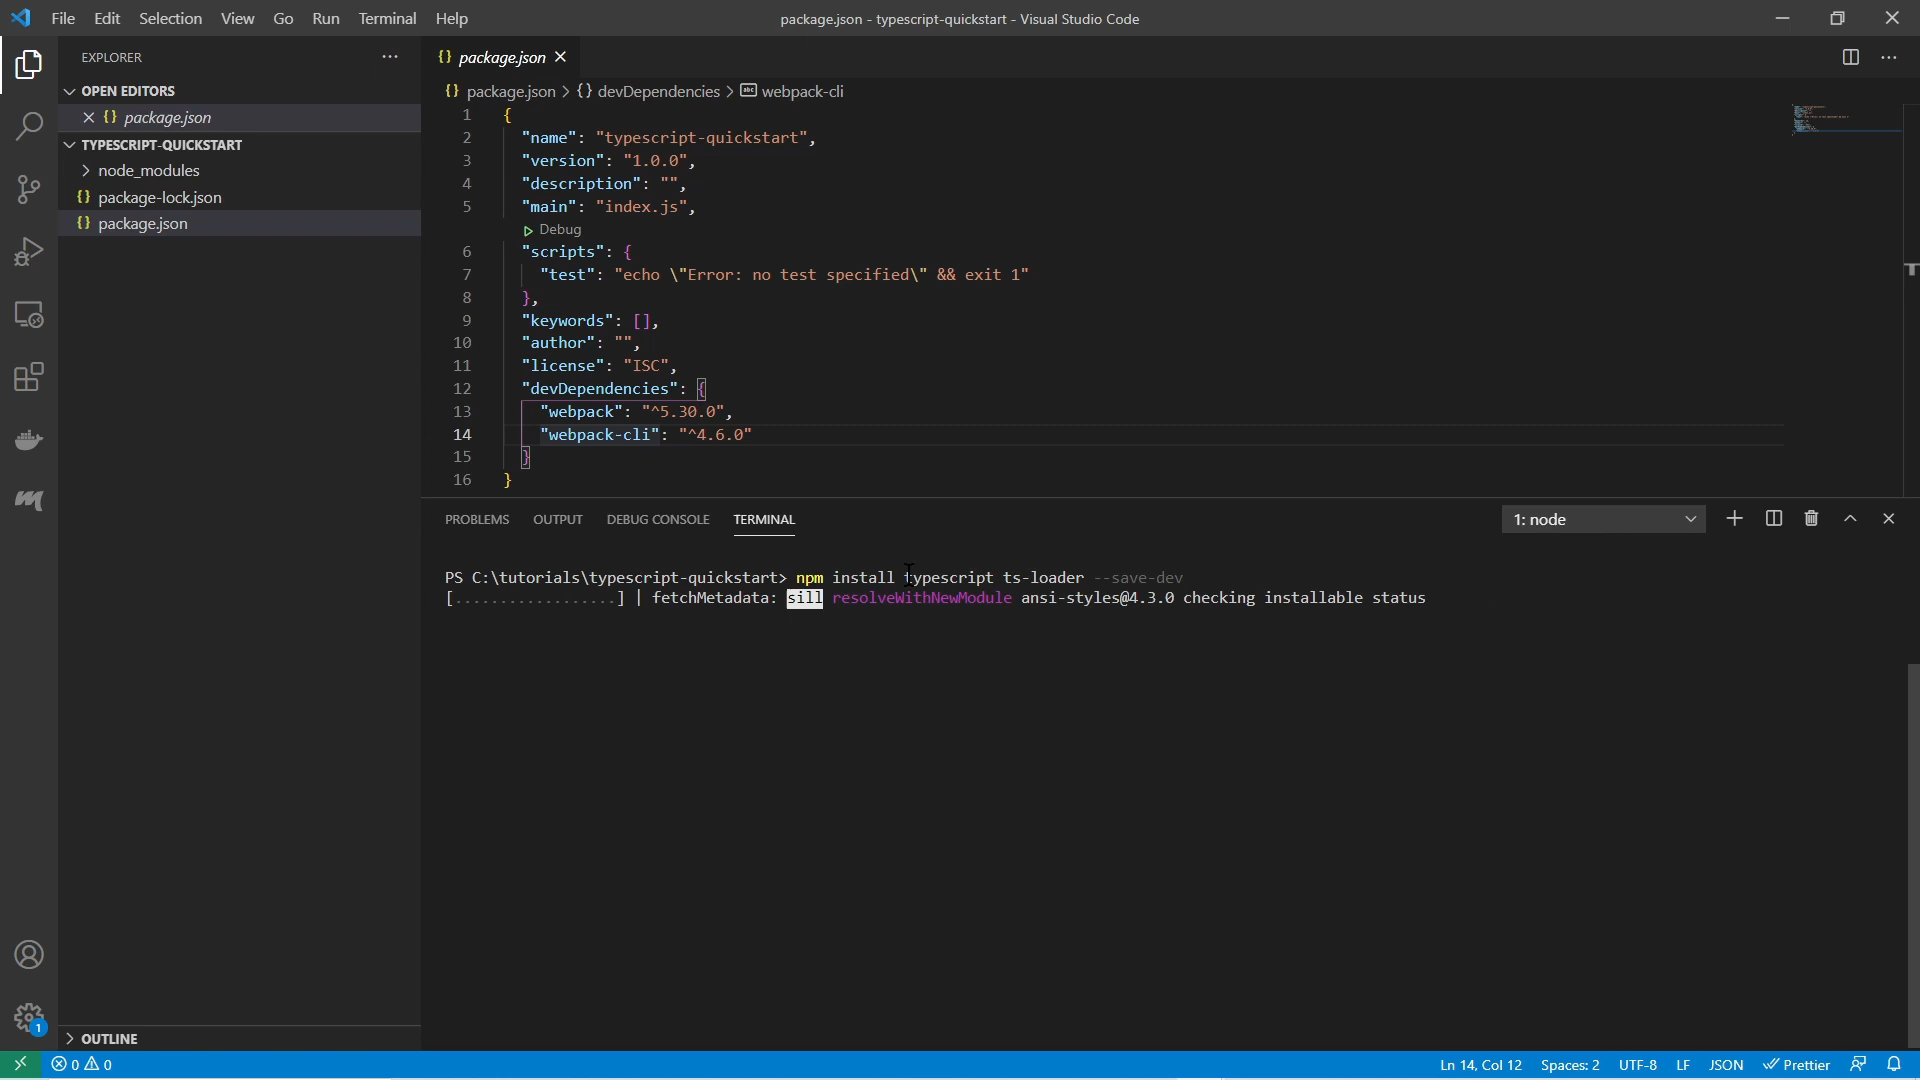 File Edit Selection View Go Run Terminal Help
package.json - typescript-quickstart - Visual Studio Code
EXPLORER
OPEN EDITORS
{} package.json
TYPESCRIPT-QUICKSTART
node_modules
{} package-lock.json
{} package.json
OUTLINE
{} package.json
{} package.json > {} devDependencies > abc webpack-cli
1 {
2 "name": "typescript-quickstart",
3 "version": "1.0.0",
4 "description": "",
5 "main": "index.js",
Debug
6 "scripts": {
7 "test": "echo \"Error: no test specified\" && exit 1"
8 },
9 "keywords": [],
10 "author": "",
11 "license": "ISC",
12 "devDependencies": {
13 "webpack": "^5.30.0",
14 "webpack-cli": "^4.6.0"
15 }
16 }
PROBLEMS OUTPUT DEBUG CONSOLE TERMINAL
1: node
PS C:\tutorials\typescript-quickstart> npm install typescript ts-loader --save-dev
[..................] | fetchMetadata: sill resolveWithNewModule ansi-styles@4.3.0 checking installable status
1
0 0
Ln 14, Col 12 Spaces: 2 UTF-8 LF JSON Prettier